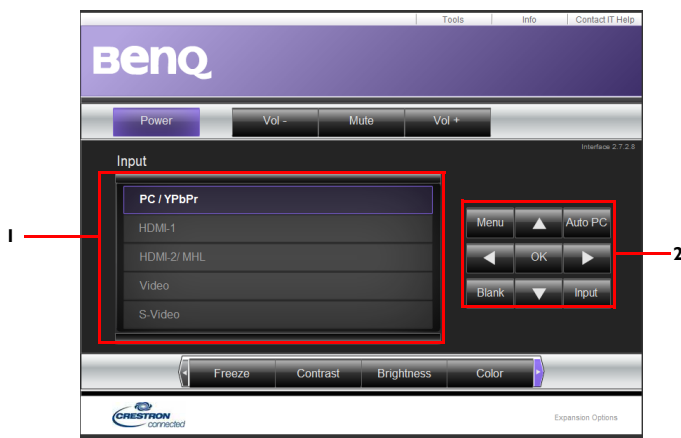 Tools Info Contact IT Help
BenQ
Power Vol - Mute Vol +
Interface 2.7.2.8
Input
PC / YPbPr
HDMI-1
HDMI-2/ MHL
Video
S-Video
Menu Auto PC
OK
Blank Input
1
2
Freeze Contrast Brightness Color
CRESTRON
connected
Expansion Options